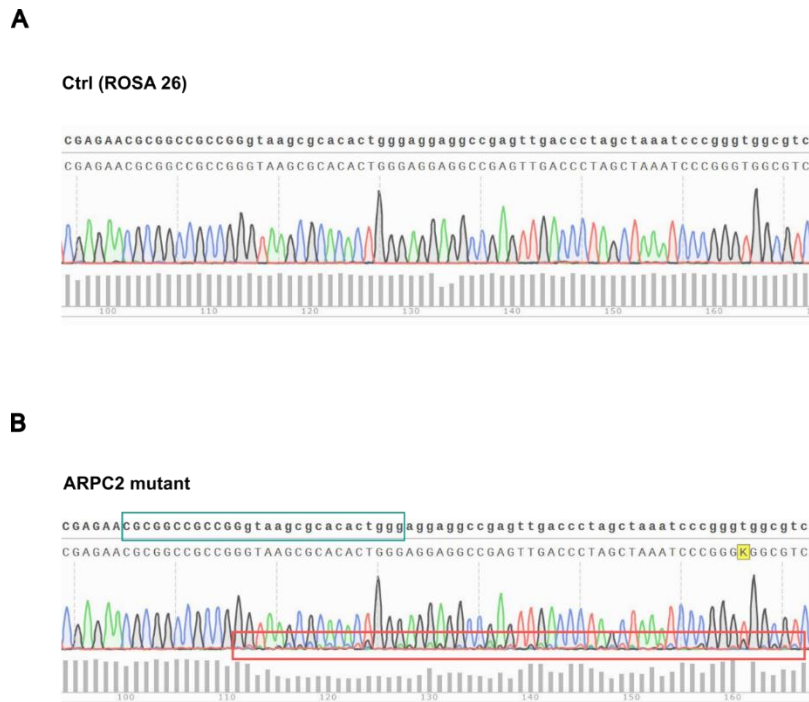 A
Ctrl (ROSA 26)
CGAGAACGCGGCCGCCGGgtaagcgcacactgggaggaggccgagttgaccctagctaaatcccgggtggcgtc
CGAGAACGCGGCCGCCGGGTAAGCGCACACTGGGAGGAGGCCGAGTTGACCCTAGCTAAATCCCGGGTGGCGTC
100 110 120 130 140 150 160
B
ARPC2 mutant
CGAGAACGCGGCCGCCGGgtaagcgcacactgggaggaggccgagttgaccctagctaaatcccgggtggcgtc
CGAGAACGCGGCCGCCGGGTAAGCGCACACTGGGAGGAGGCCGAGTTGACCCTAGCTAAATCCCGGGKGGCGTC
100 110 120 130 140 150 160